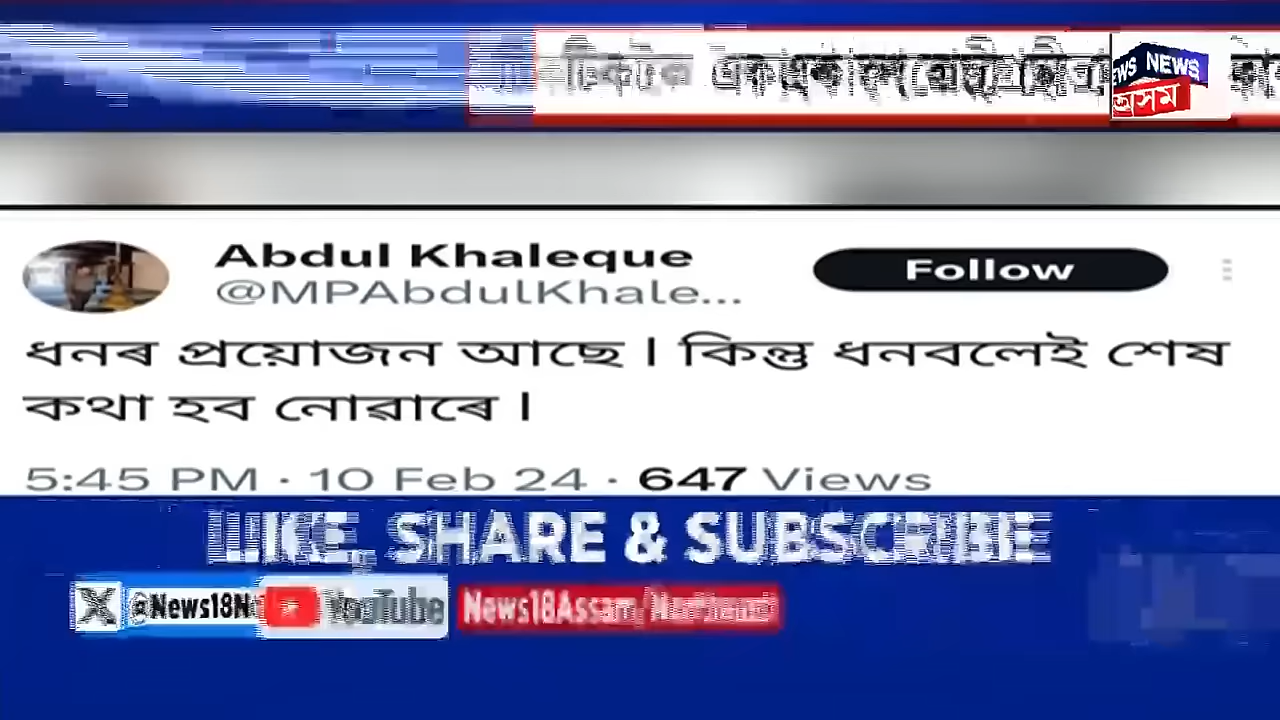 NEWS
অসম
Abdul Khaleque
@MPAbdulKhale...
Follow
ধনৰ প্ৰয়োজন আছে। কিন্তু ধনবলেই শেষ
কথা হব নোৱাৰে।
5:45 PM · 10 Feb 24 · 647 Views
LIKE, SHARE & SUBSCRIBE
YouTube